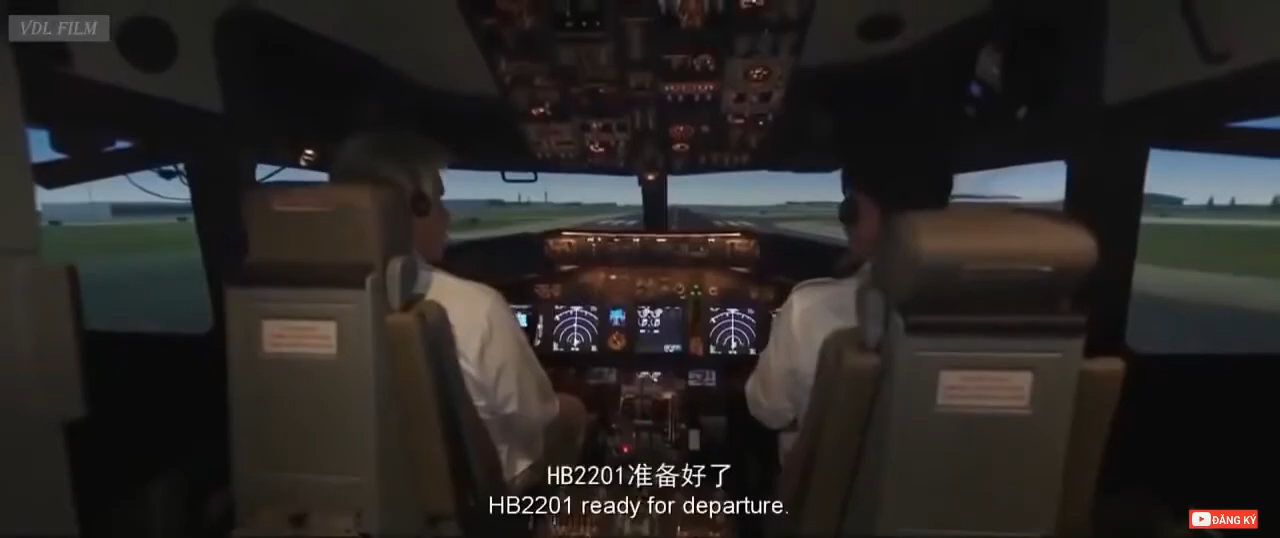 VDL FILM
HB2201准备好了
HB2201 ready for departure.
ĐĂNG KÝ